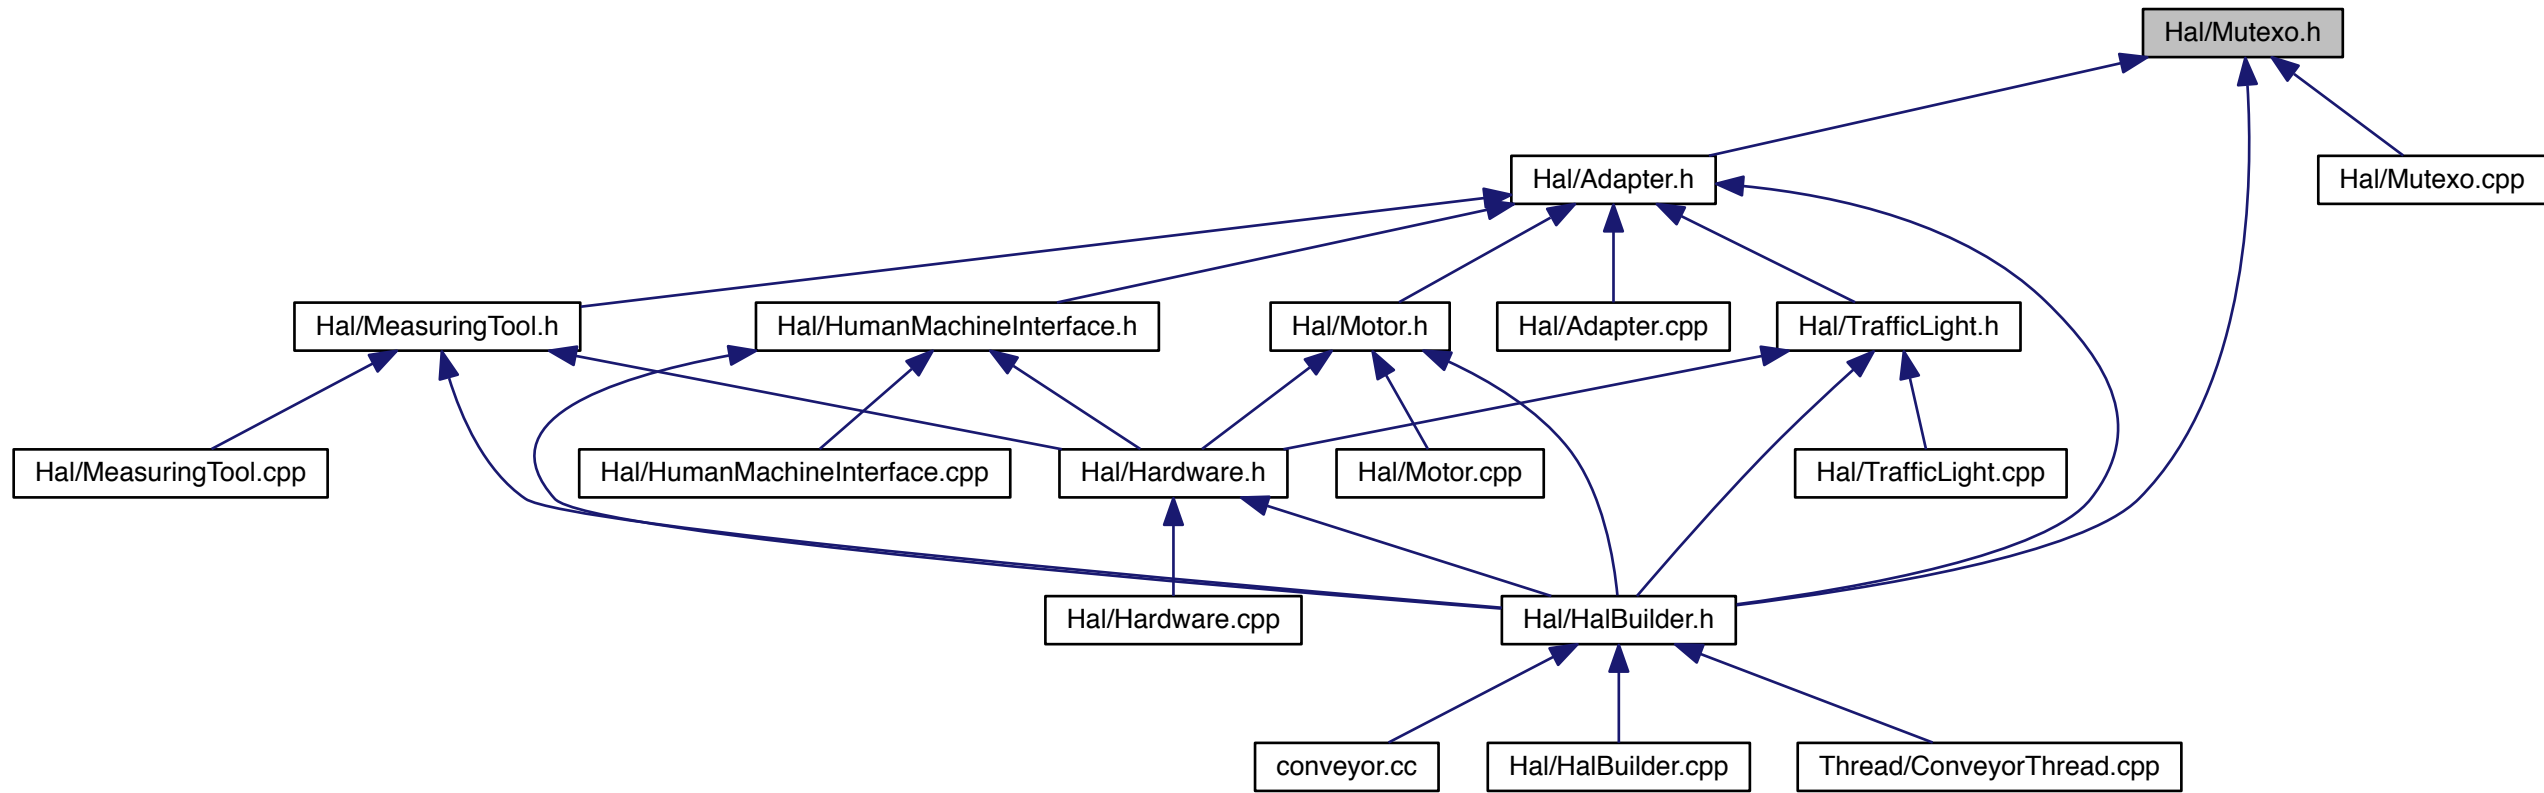 Hal/Mutexo.h
Hal/Adapter.h
Hal/Mutexo.cpp
Hal/MeasuringTool.h
Hal/HumanMachineInterface.h
Hal/Motor.h
Hal/Adapter.cpp
Hal/TrafficLight.h
Hal/MeasuringTool.cpp
Hal/HumanMachineInterface.cpp
Hal/Hardware.h
Hal/Motor.cpp
Hal/TrafficLight.cpp
Hal/Hardware.cpp
Hal/HalBuilder.h
conveyor.cc
Hal/HalBuilder.cpp
Thread/ConveyorThread.cpp